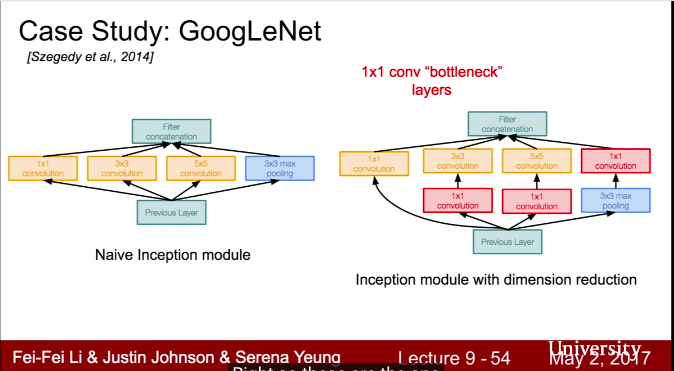 Case Study: GoogLeNet
[Szegedy et al., 2014]
1x1 conv “bottleneck”
layers
Filter
concatenation
1x1
convolution
3x3
convolution
5x5
convolution
3x3 max
pooling
Previous Layer
Naive Inception module
Filter
concatenation
1x1
convolution
3x3
convolution
5x5
convolution
1x1
convolution
1x1
convolution
1x1
convolution
3x3 max
pooling
Previous Layer
Inception module with dimension reduction
Fei-Fei Li & Justin Johnson & Serena Yeung
Lecture 9 - 54
May 2, 2017
University